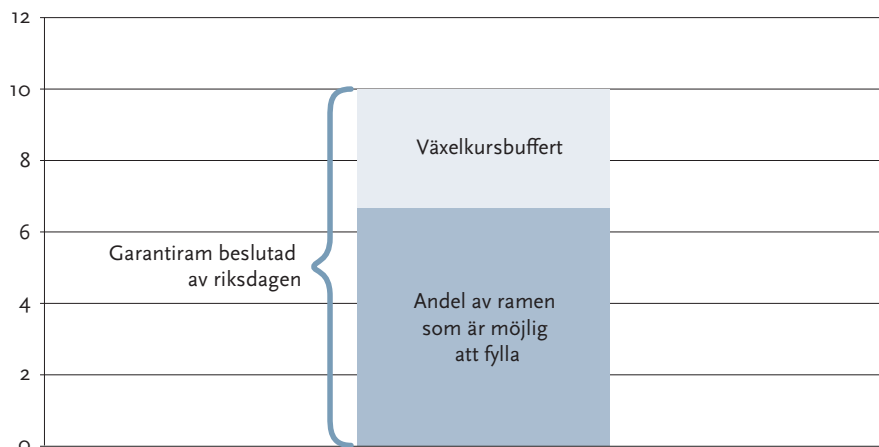 12
10
Växelkursbuffert
8
6
Garantiram beslutad
av riksdagen
Andel av ramen
4
som är möjlig
att fylla
2
0